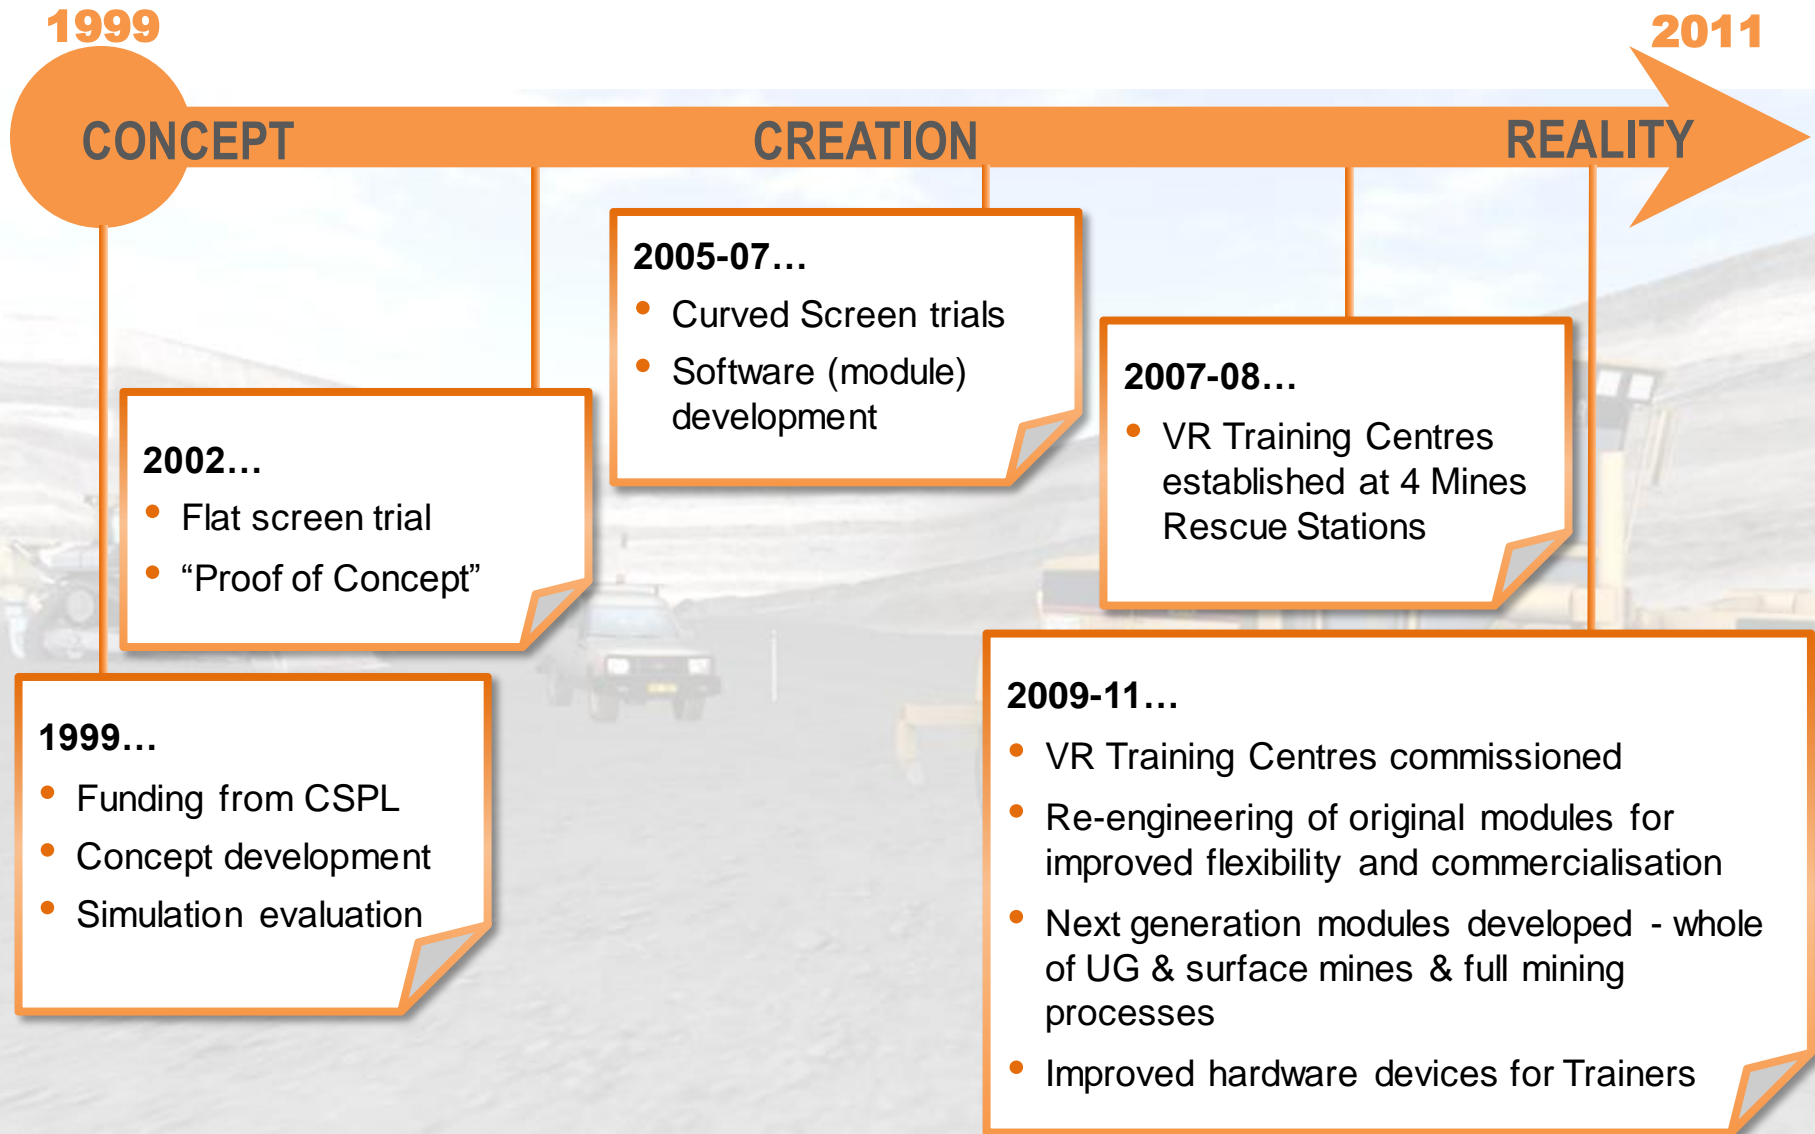 1999
2011
CONCEPT
CREATION
REALITY
1999…
• Funding from CSPL
• Concept development
• Simulation evaluation
2002…
• Flat screen trial
• “Proof of Concept”
2005-07…
• Curved Screen trials
• Software (module)
development
2007-08…
• VR Training Centres
established at 4 Mines
Rescue Stations
2009-11…
• VR Training Centres commissioned
• Re-engineering of original modules for
improved flexibility and commercialisation
• Next generation modules developed - whole
of UG & surface mines & full mining
processes
• Improved hardware devices for Trainers